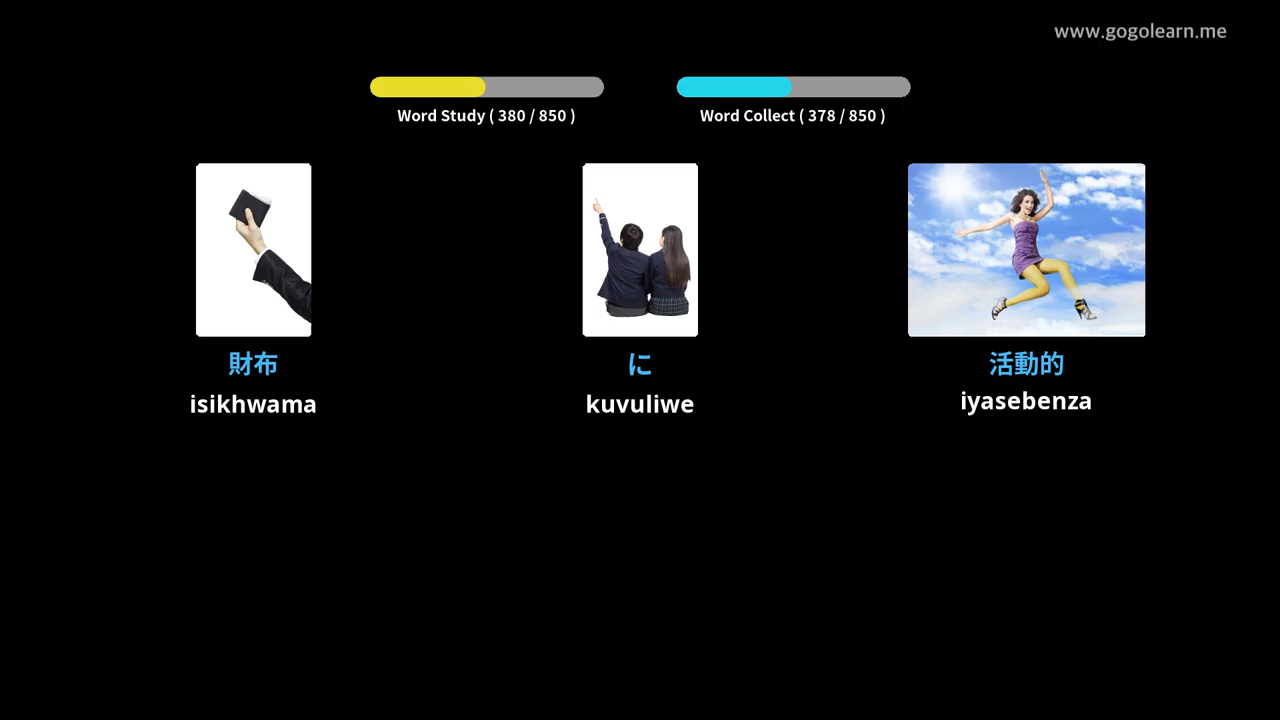 www.gogolearn.me
Word Study ( 380 / 850 )
Word Collect ( 378 / 850 )
財布
に
活動的
isikhwama
kuvuliwe
iyasebenza